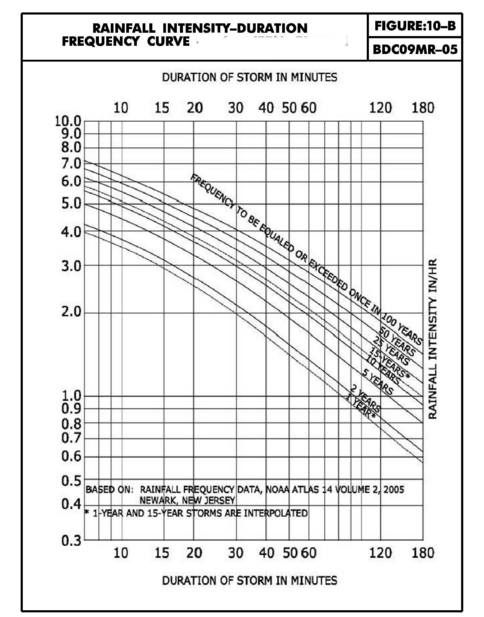 RAINFALL INTENSITY–DURATION
FREQUENCY CURVE
FIGURE:10–B
BDC09MR–05
DURATION OF STORM IN MINUTES
10 15 20 30 40 50 60 120 180
10.0
9.0
8.0
7.0
6.0
5.0
4.0
3.0
2.0
1.0
0.9
0.8
0.7
0.6
0.5
0.4
0.3
FREQUENCY TO BE EQUALED OR EXCEEDED ONCE IN 100 YEARS
50 YEARS
25 YEARS
15-YEARS*
10 YEARS
5 YEARS
2 YEARS
1 YEAR*
RAINFALL INTENSITY IN/HR
BASED ON: RAINFALL FREQUENCY DATA, NOAA ATLAS 14 VOLUME 2, 2005
NEWARK, NEW JERSEY
* 1-YEAR AND 15-YEAR STORMS ARE INTERPOLATED
10 15 20 30 40 50 60 120 180
DURATION OF STORM IN MINUTES